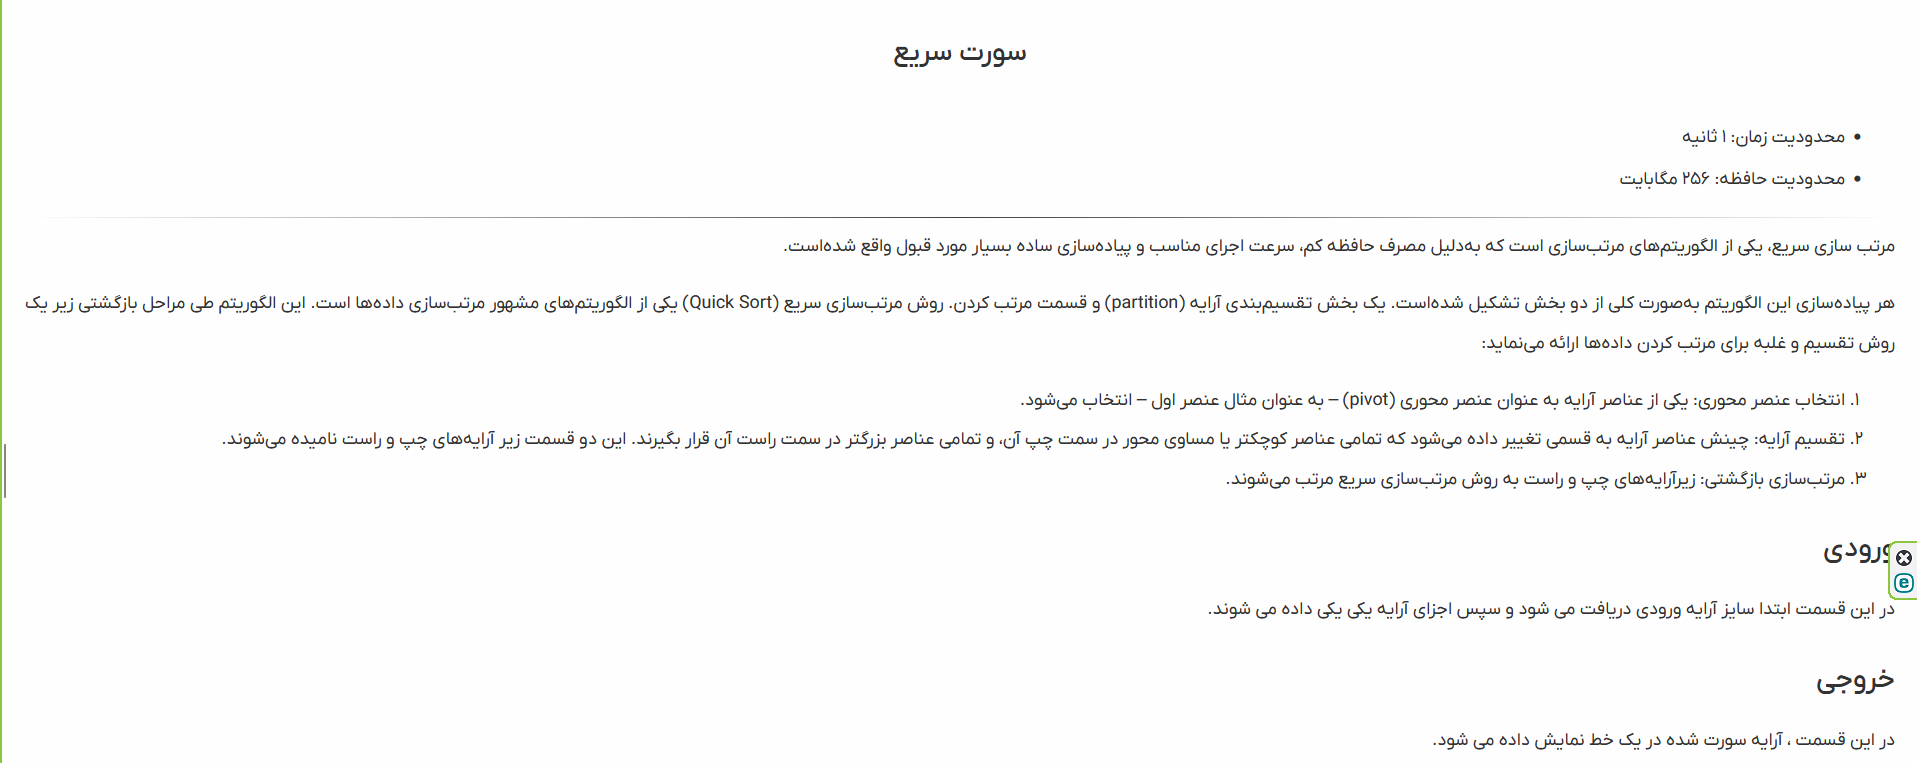 سورت سریع
• محدودیت زمان: ۱ ثانیه
• محدودیت حافظه: ۲۵۶ مگابایت
مرتب سازی سریع، یکی از الگوریتم‌های مرتب‌سازی است که به‌دلیل مصرف حافظه کم، سرعت اجرای مناسب و پیاده‌سازی ساده بسیار مورد قبول واقع شده‌است.
هر پیاده‌سازی این الگوریتم به‌صورت کلی از دو بخش تشکیل شده‌است. یک بخش تقسیم‌بندی آرایه (partition) و قسمت مرتب کردن. روش مرتب‌سازی سریع (Quick Sort) یکی از الگوریتم‌های مشهور مرتب‌سازی داده‌ها است. این الگوریتم طی مراحل بازگشتی زیر یک
روش تقسیم و غلبه برای مرتب کردن داده‌ها ارائه می‌نماید:
۱. انتخاب عنصر محوری: یکی از عناصر آرایه به عنوان عنصر محوری (pivot) – به عنوان مثال عنصر اول – انتخاب می‌شود.
۲. تقسیم آرایه: چینش عناصر آرایه به قسمی تغییر داده می‌شود که تمامی عناصر کوچکتر یا مساوی محور در سمت چپ آن، و تمامی عناصر بزرگتر در سمت راست آن قرار بگیرند. این دو قسمت زیر آرایه‌های چپ و راست نامیده می‌شوند.
۳. مرتب‌سازی بازگشتی: زیرآرایه‌های چپ و راست به روش مرتب‌سازی سریع مرتب می‌شوند.
ورودی
در این قسمت ابتدا سایز آرایه ورودی دریافت می شود و سپس اجزای آرایه یکی یکی داده می شوند.
خروجی
در این قسمت ، آرایه سورت شده در یک خط نمایش داده می شود.